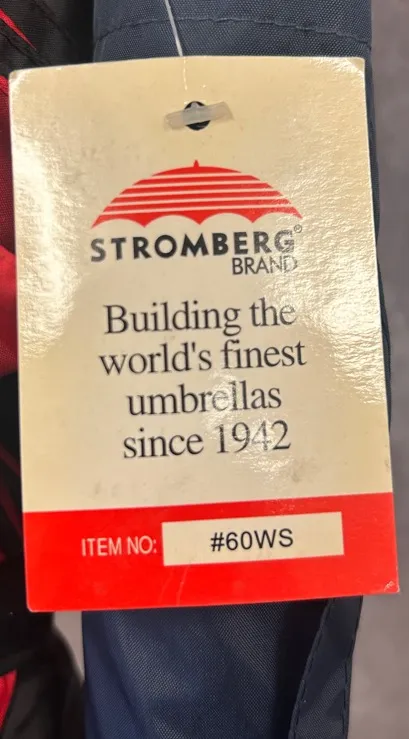 STROMBERG®
BRAND
Building the
world's finest
umbrellas
since 1942
ITEM NO: #60WS